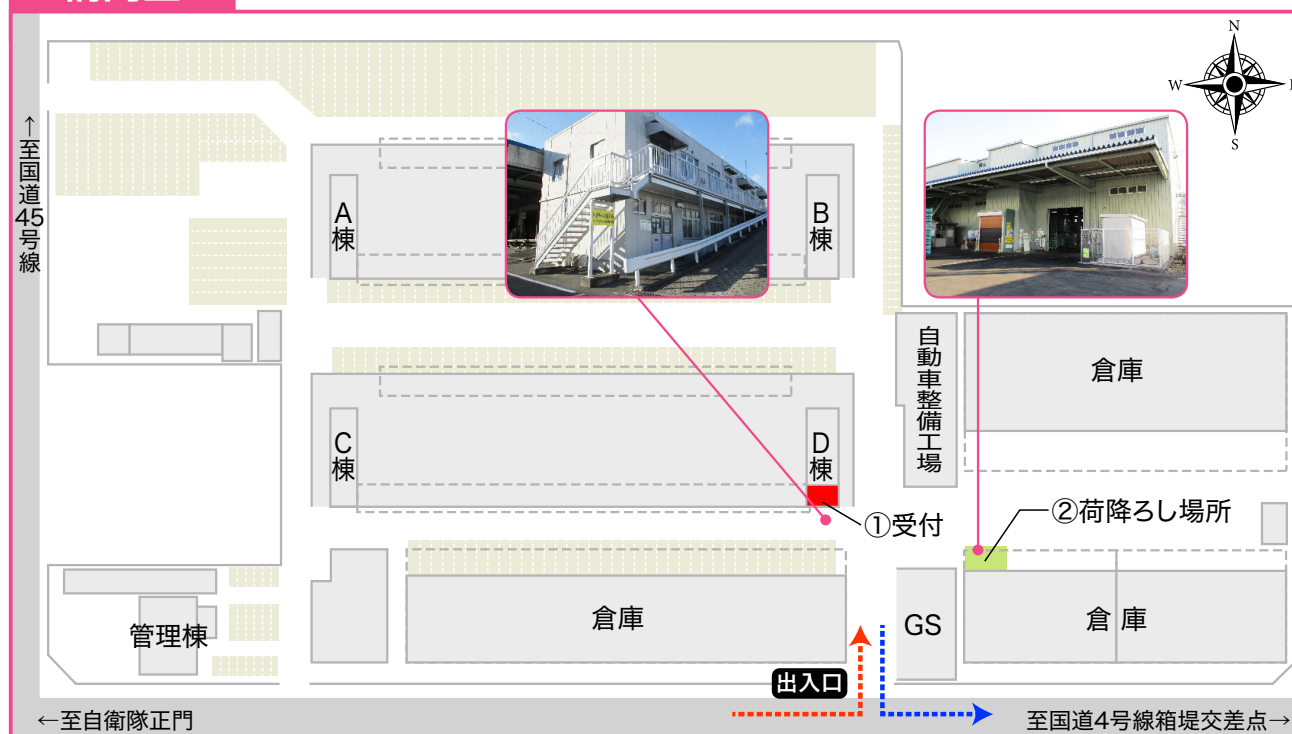 N
W
S
↑至国道45号線
A棟
B棟
自動車整備工場
倉庫
C棟
D棟
①受付
②荷降ろし場所
管理棟
倉庫
GS
倉庫
出入口
←至自衛隊正門
至国道4号線箱堤交差点→